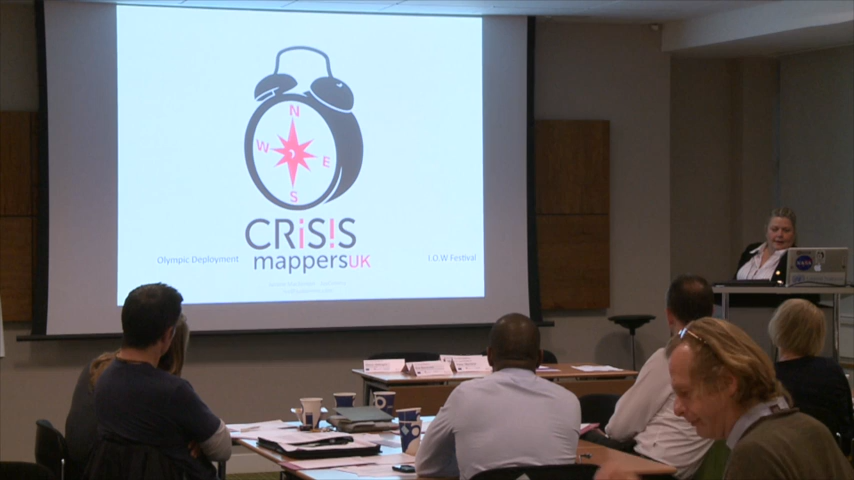 N
W E
S
CRiS!S
mappersUK
Olympic Deployment
I.O.W Festival